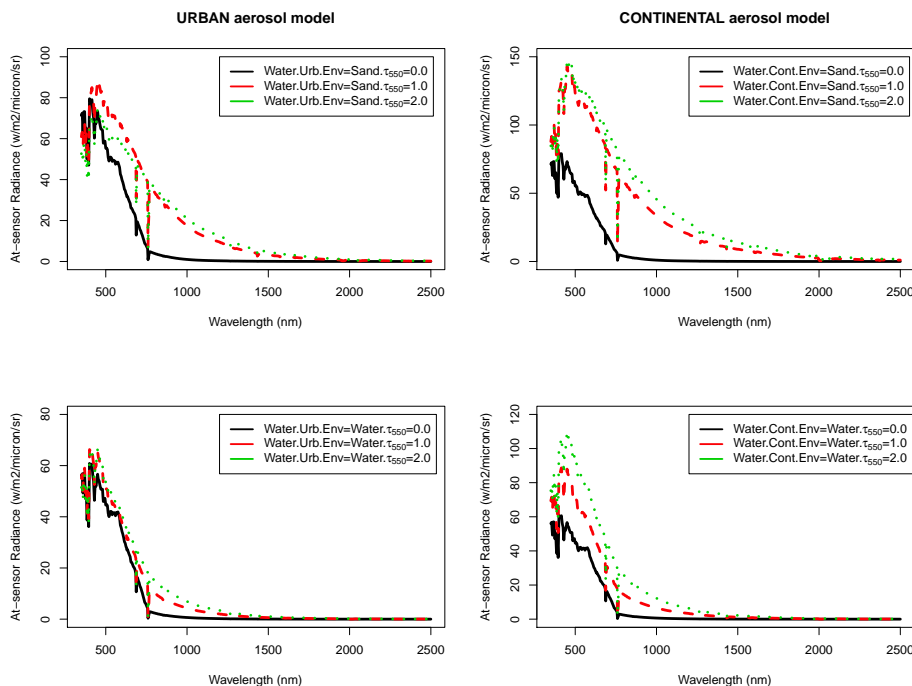 URBAN aerosol model
CONTINENTAL aerosol model
At−sensor Radiance (w/m2/micron/sr)
100
80
60
40
20
0
Water.Urb.Env=Sand.τ550=0.0
Water.Urb.Env=Sand.τ550=1.0
Water.Urb.Env=Sand.τ550=2.0
500 1000 1500 2000 2500
Wavelength (nm)
At−sensor Radiance (w/m2/micron/sr)
150
100
50
0
Water.Cont.Env=Sand.τ550=0.0
Water.Cont.Env=Sand.τ550=1.0
Water.Cont.Env=Sand.τ550=2.0
500 1000 1500 2000 2500
Wavelength (nm)
At−sensor Radiance (w/m2/micron/sr)
80
60
40
20
0
Water.Urb.Env=Water.τ550=0.0
Water.Urb.Env=Water.τ550=1.0
Water.Urb.Env=Water.τ550=2.0
500 1000 1500 2000 2500
Wavelength (nm)
At−sensor Radiance (w/m2/micron/sr)
120
100
80
60
40
20
0
Water.Cont.Env=Water.τ550=0.0
Water.Cont.Env=Water.τ550=1.0
Water.Cont.Env=Water.τ550=2.0
500 1000 1500 2000 2500
Wavelength (nm)